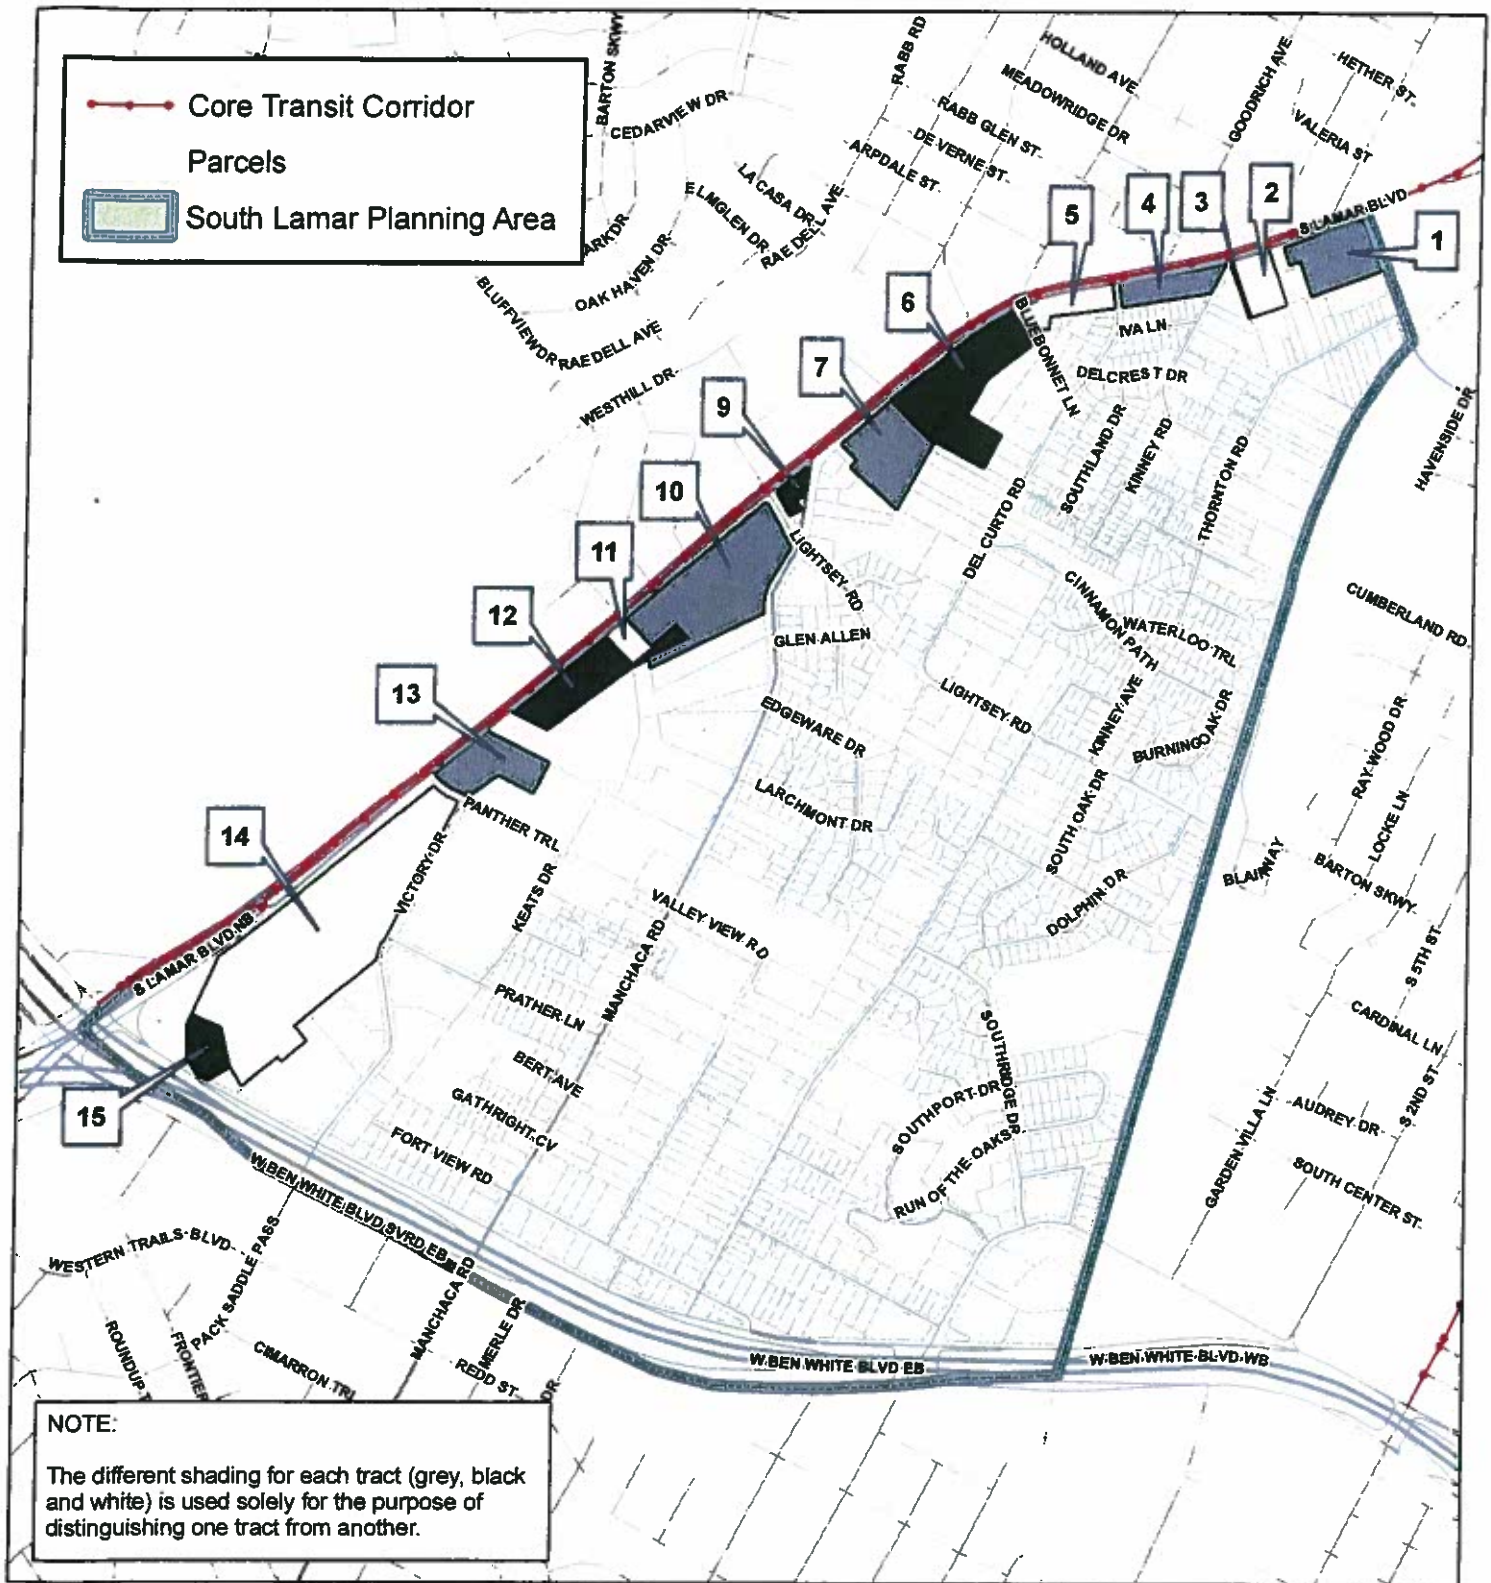 Core Transit Corridor
Parcels
South Lamar Planning Area
BARTON SKWY
CEDARVIEW DR
LA CASA DR
ELMGLEN DR
RAE DELL AVE
OAK HAVEN DR
BLUFFVIEW DR
RAE DELL AVE
WESTHILL DR
RABB RD
HOLLAND AVE
MEADOWRIDGE DR
RABB GLEN ST
DE VERNE ST
ARPDALE ST
GOODRICH AVE
HETHER ST
VALERIA ST
S LAMAR BLVD
1
2
3
4
5
6
7
9
10
11
12
13
14
15
BLUEBONNET LN
IVA LN
DELCREST DR
SOUTHLAND DR
KINNEY RD
THORNTON RD
HAVENSIDE DR
DEL CURTO RD
LIGHTSEY RD
GLEN ALLEN
CINNAMON PATH
WATERLOO TRL
CUMBERLAND RD
LIGHTSEY RD
KINNEY AVE
BURNING OAK DR
RAY WOOD DR
LOCKE LN
EDGEWARE DR
LARCHMONT DR
SOUTH OAK DR
DOLPHIN DR
BARTON SKWY
PANTHER TRL
VICTORY DR
KEATS DR
VALLEY VIEW RD
MANCHACA RD
S LAMAR BLVD NB
PRATHER LN
BERT AVE
GATHRIGHT CV
FORT VIEW RD
SOUTHRIDGE DR
SOUTHPORT DR
RUN OF THE OAKS
S 5TH ST
CARDINAL LN
S 2ND ST
AUDREY DR
GARDEN VILLA LN
SOUTH CENTER ST
W BEN WHITE BLVD SVRD EB
WESTERN TRAILS BLVD
PACK SADDLE PASS
MANCHACA RD
MERLE DR
REDD ST
DR
CIMARRON TRL
FRONTIER
ROUNDUP T
W BEN WHITE BLVD EB
W BEN WHITE BLVD WB
NOTE:
The different shading for each tract (grey, black
and white) is used solely for the purpose of
distinguishing one tract from another.